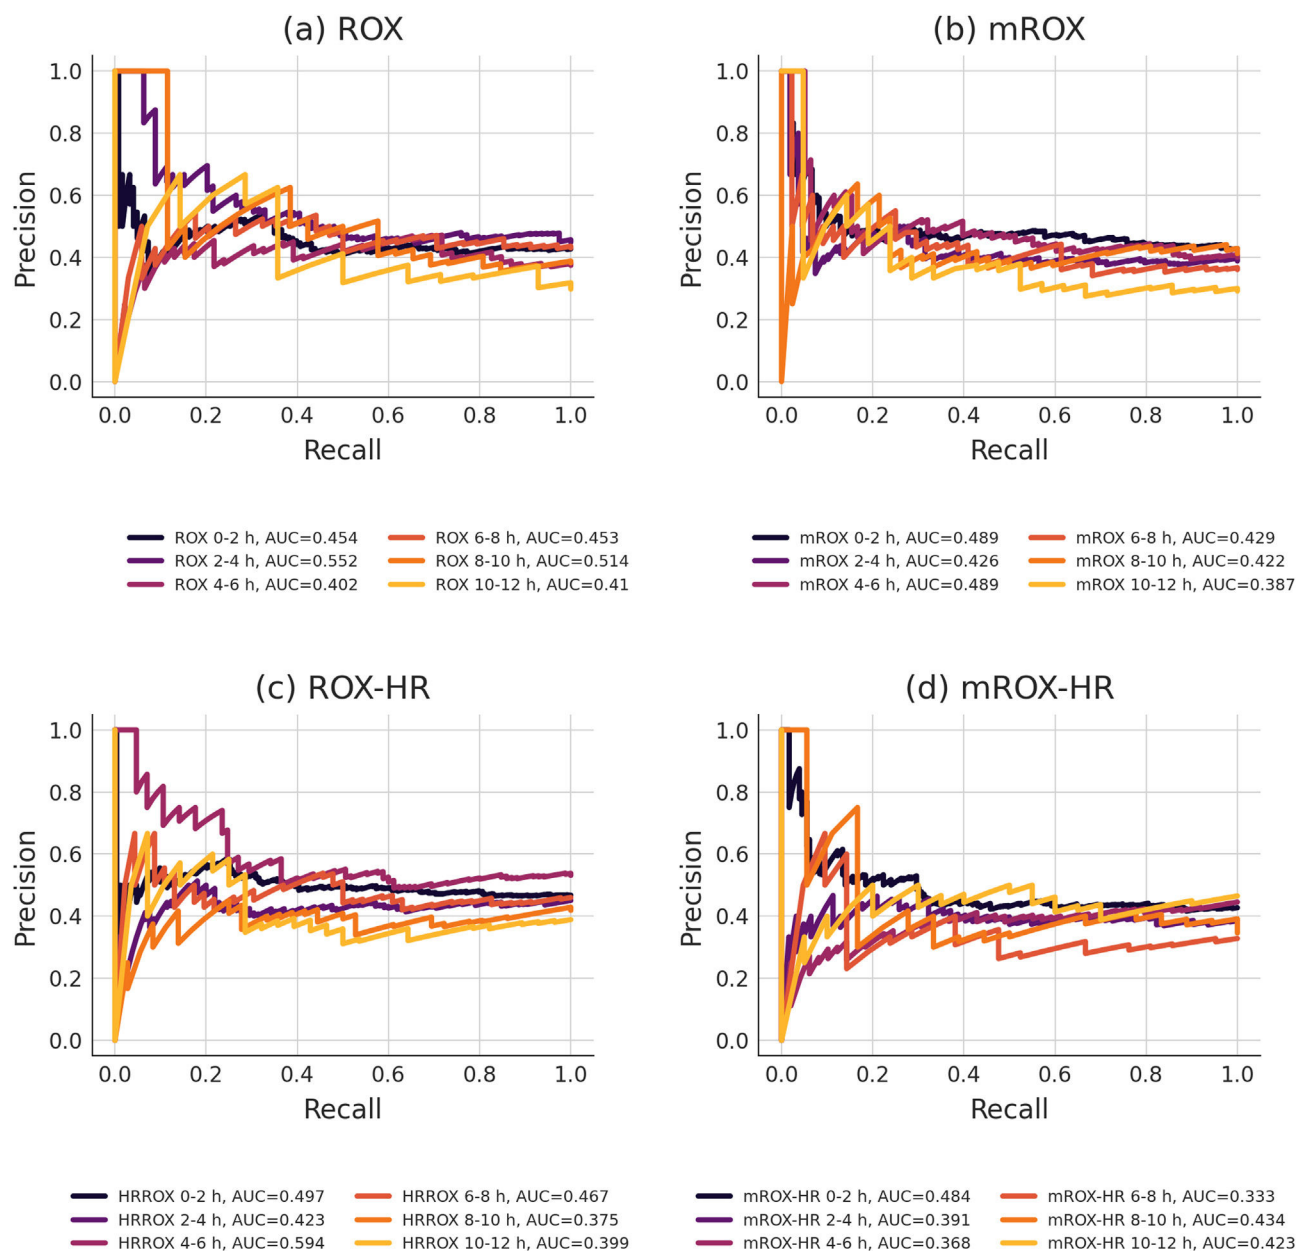 (a) ROX
(b) mROX
Precision
1.0
0.8
0.6
0.4
0.2
0.0
0.0 0.2 0.4 0.6 0.8 1.0
Recall
Precision
1.0
0.8
0.6
0.4
0.2
0.0
0.0 0.2 0.4 0.6 0.8 1.0
Recall
ROX 0-2 h, AUC=0.454
ROX 2-4 h, AUC=0.552
ROX 4-6 h, AUC=0.402
ROX 6-8 h, AUC=0.453
ROX 8-10 h, AUC=0.514
ROX 10-12 h, AUC=0.41
mROX 0-2 h, AUC=0.489
mROX 2-4 h, AUC=0.426
mROX 4-6 h, AUC=0.489
mROX 6-8 h, AUC=0.429
mROX 8-10 h, AUC=0.422
mROX 10-12 h, AUC=0.387
(c) ROX-HR
(d) mROX-HR
Precision
1.0
0.8
0.6
0.4
0.2
0.0
0.0 0.2 0.4 0.6 0.8 1.0
Recall
Precision
1.0
0.8
0.6
0.4
0.2
0.0
0.0 0.2 0.4 0.6 0.8 1.0
Recall
HRROX 0-2 h, AUC=0.497
HRROX 2-4 h, AUC=0.423
HRROX 4-6 h, AUC=0.594
HRROX 6-8 h, AUC=0.467
HRROX 8-10 h, AUC=0.375
HRROX 10-12 h, AUC=0.399
mROX-HR 0-2 h, AUC=0.484
mROX-HR 2-4 h, AUC=0.391
mROX-HR 4-6 h, AUC=0.368
mROX-HR 6-8 h, AUC=0.333
mROX-HR 8-10 h, AUC=0.434
mROX-HR 10-12 h, AUC=0.423